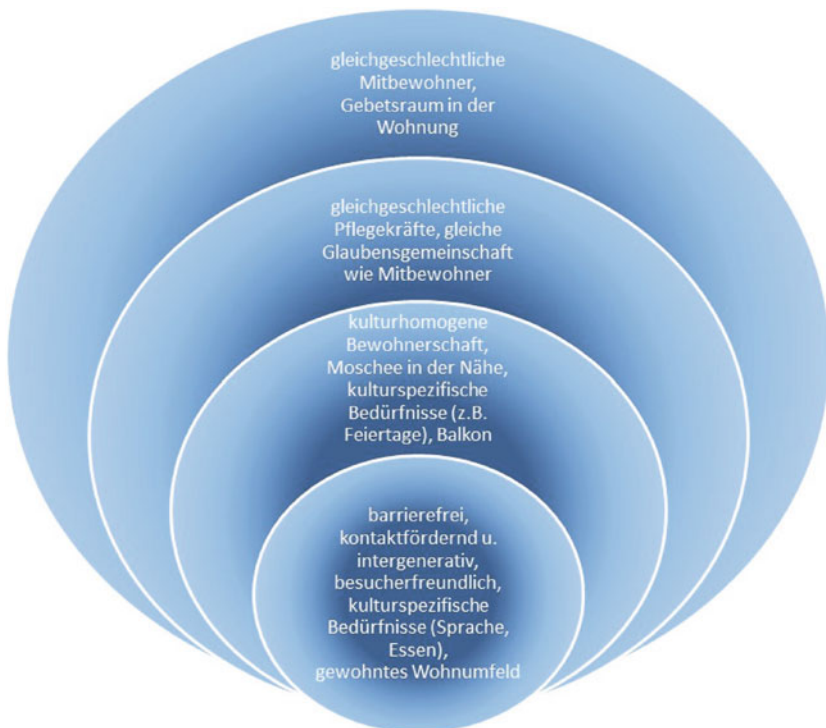 gleichgeschlechtliche
Mitbewohner,
Gebetsraum in der
Wohnung
gleichgeschlechtliche
Pflegekräfte, gleiche
Glaubensgemeinschaft
wie Mitbewohner
kulturhomogene
Bewohnerschaft,
Moschee in der Nähe,
kulturspezifische
Bedürfnisse (z.B.
Feiertage), Balkon
barrierefrei,
kontaktfördernd u.
intergenerativ,
besucherfreundlich,
kulturspezifische
Bedürfnisse (Sprache,
Essen),
gewohntes Wohnumfeld